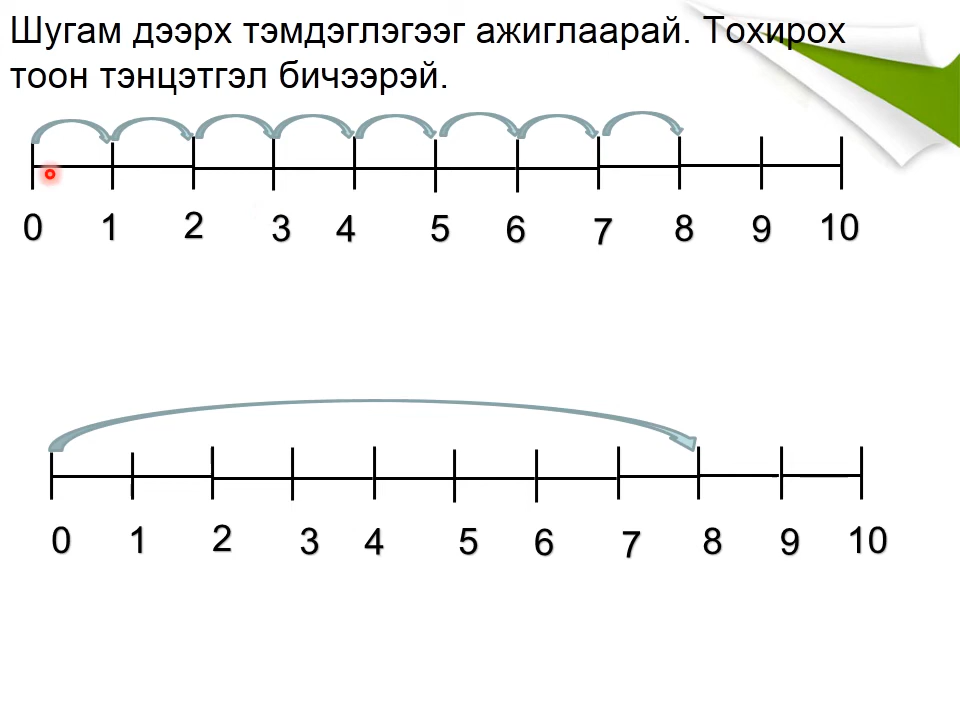 Шугам дээрх тэмдэглэгээг ажиглаарай. Тохирох
тоон тэнцэтгэл бичээрэй.
0 1 2 3 4 5 6 7 8 9 10
0 1 2 3 4 5 6 7 8 9 10